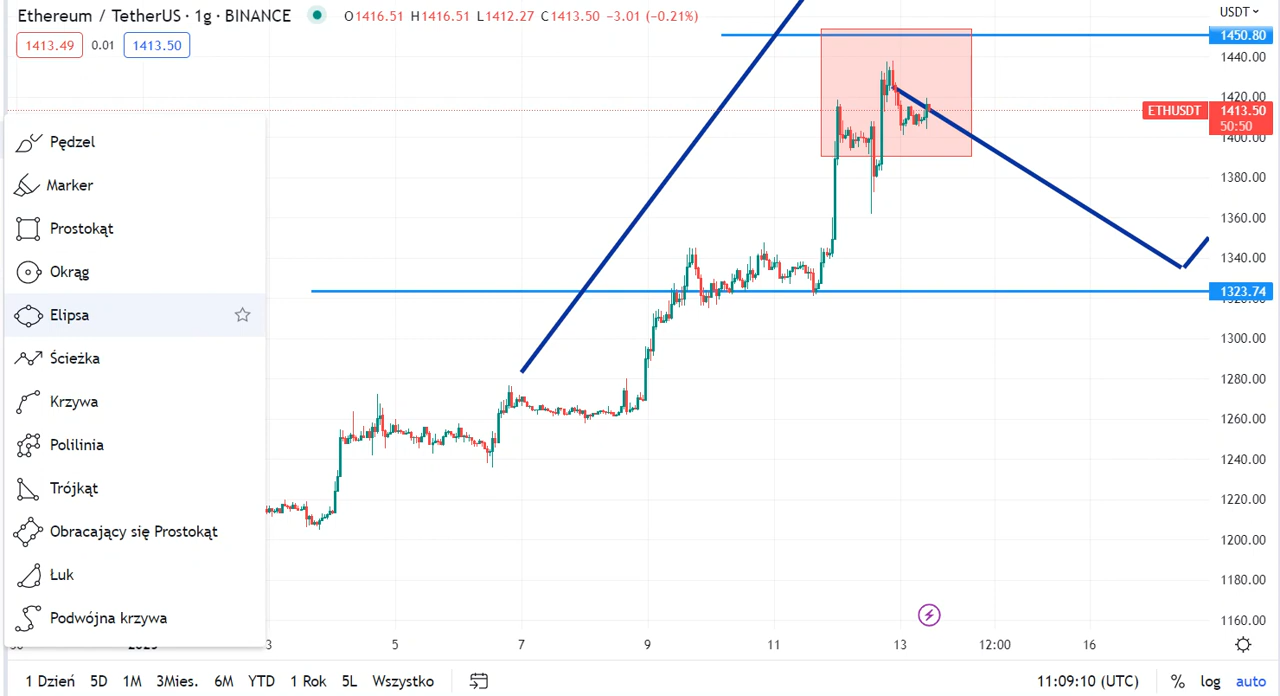 Ethereum / TetherUS · 1g · BINANCE O1416.51 H1416.51 L1412.27 C1413.50 −3.01 (−0.21%)
USDT
1413.49 0.01 1413.50
1450.80
1440.00
1420.00
ETHUSDT 1413.50
50:50
1400.00
1380.00
1360.00
1340.00
1323.74
1320.00
1300.00
1280.00
1260.00
1240.00
1220.00
1200.00
1180.00
1160.00
Pędzel
Marker
Prostokąt
Okrąg
Elipsa
Ścieżka
Krzywa
Polilinia
Trójkąt
Obracający się Prostokąt
Łuk
Podwójna krzywa
2023 3 5 7 9 11 13 12:00 16
1 Dzień 5D 1M 3Mies. 6M YTD 1 Rok 5L Wszystko 11:09:10 (UTC) % log auto